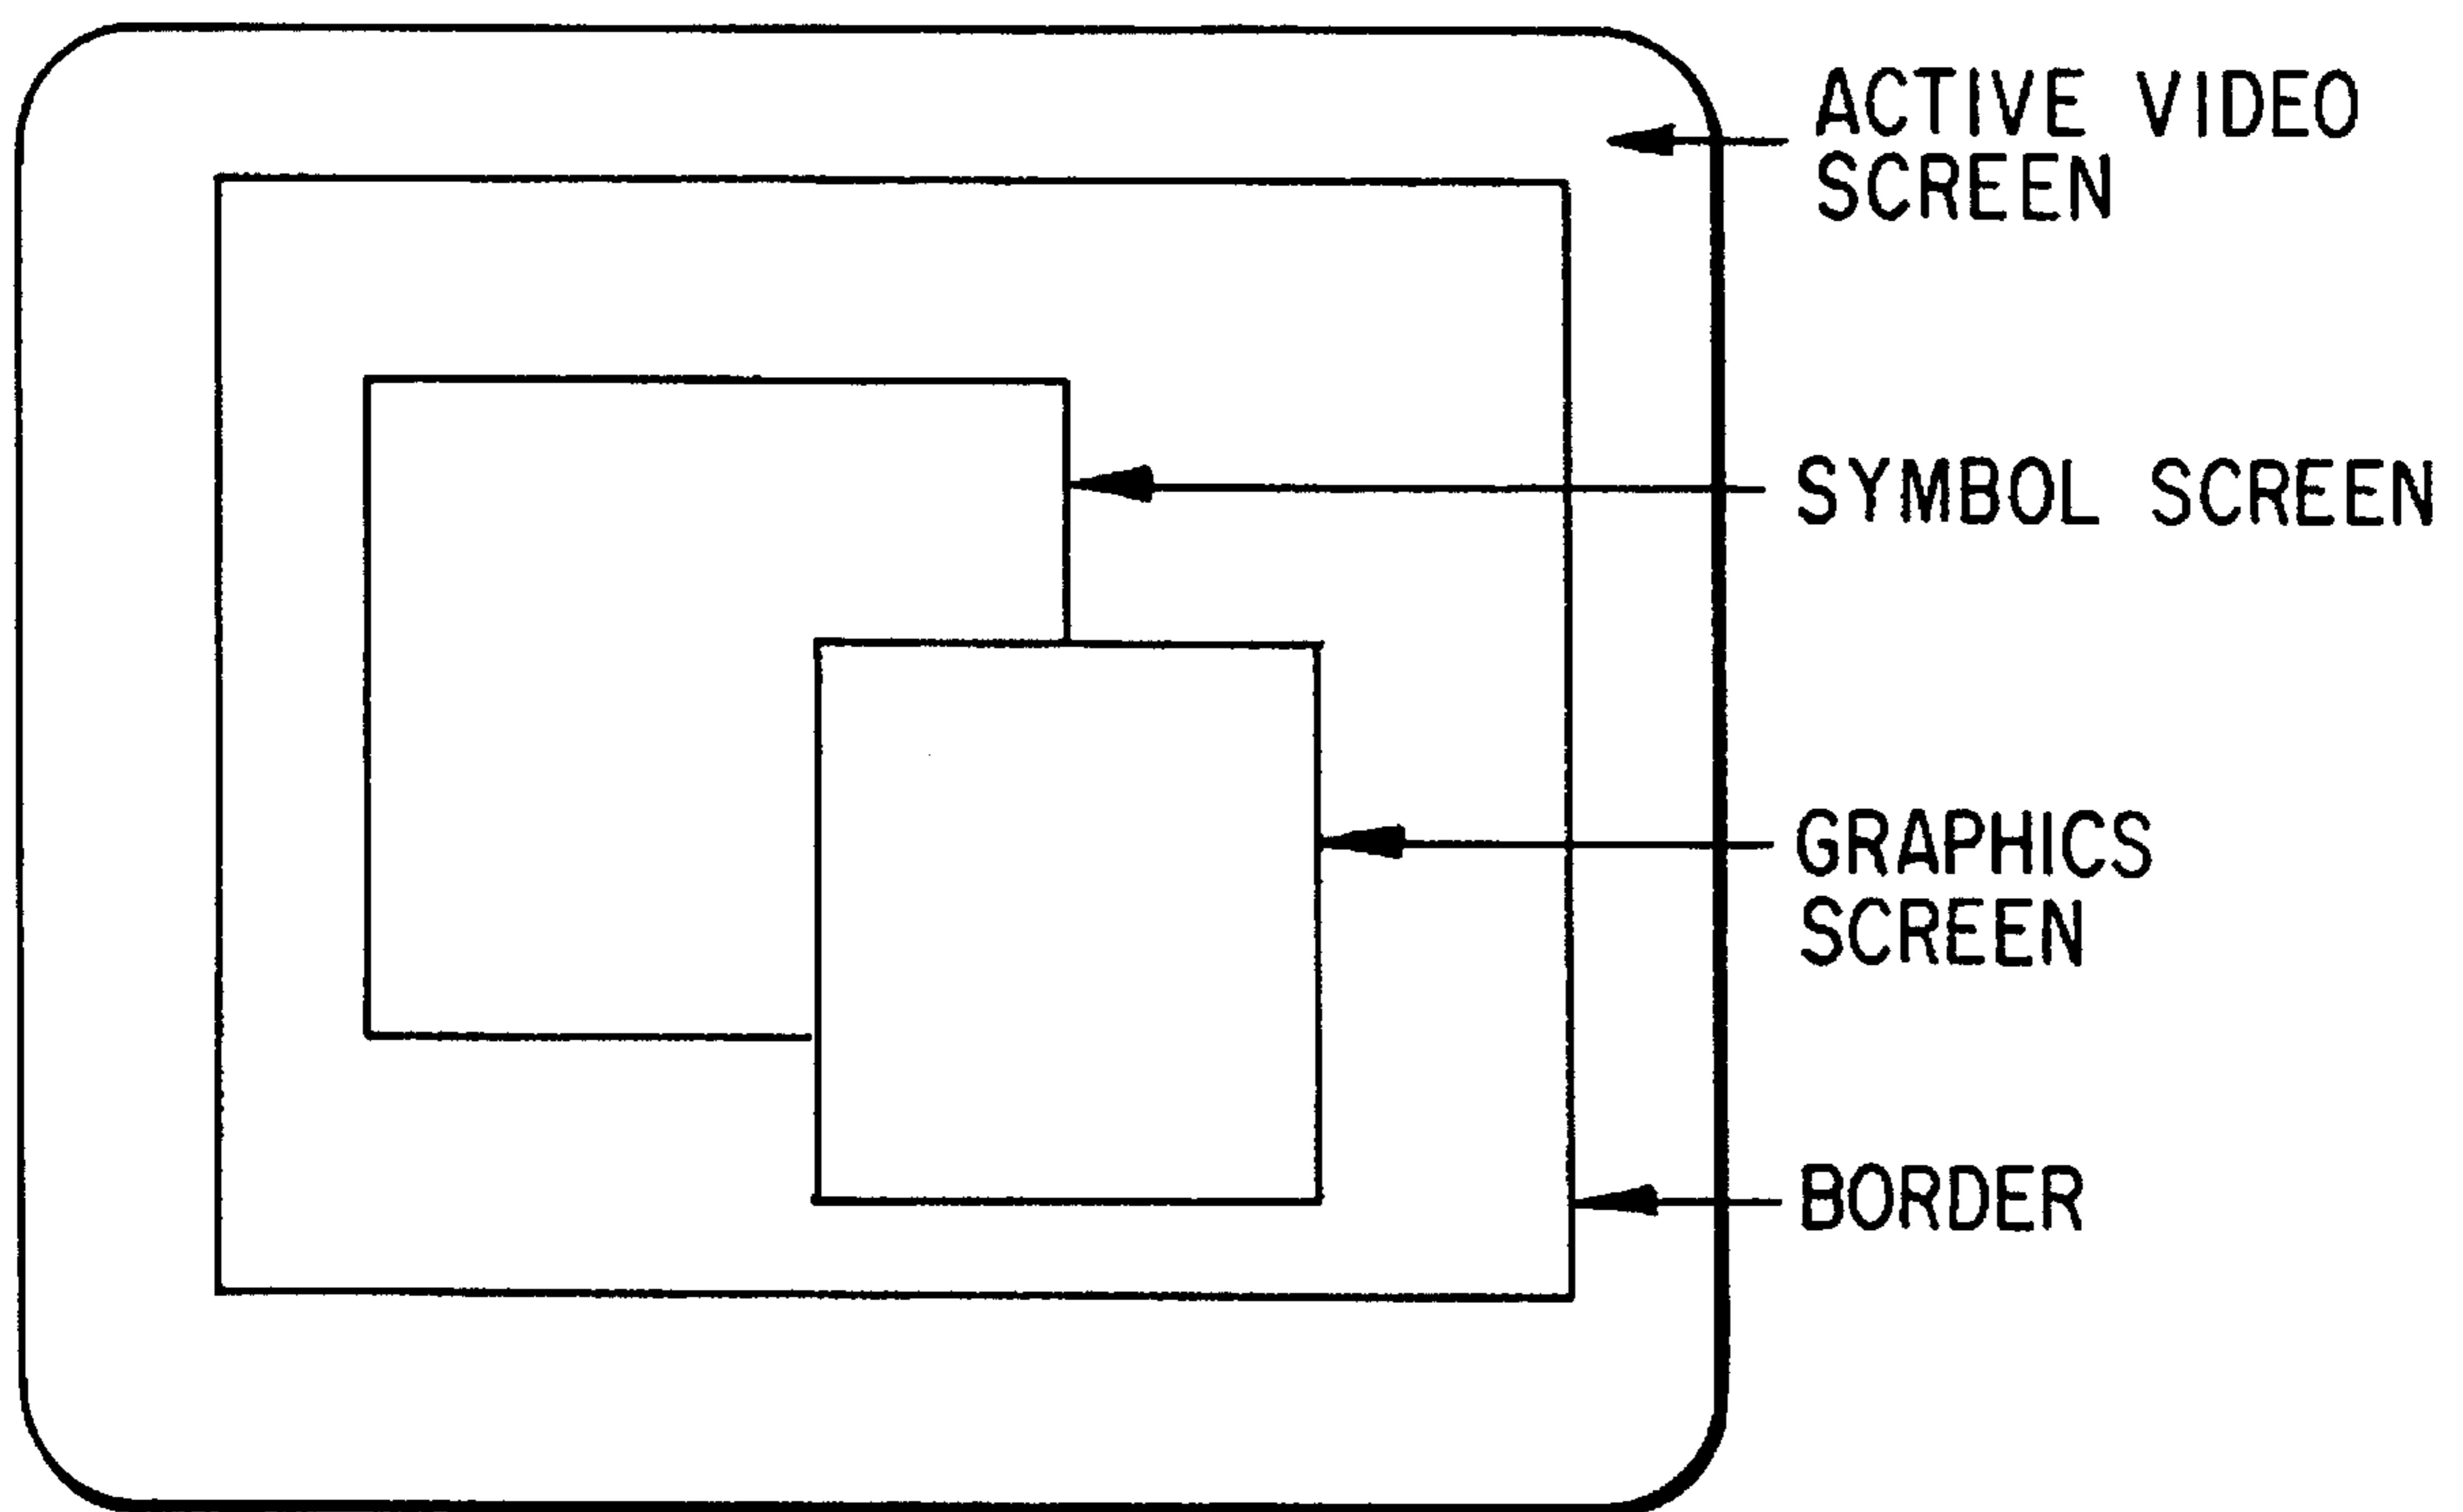 ACTIVE VIDEO
SCREEN
SYMBOL SCREEN
GRAPHICS
SCREEN
BORDER